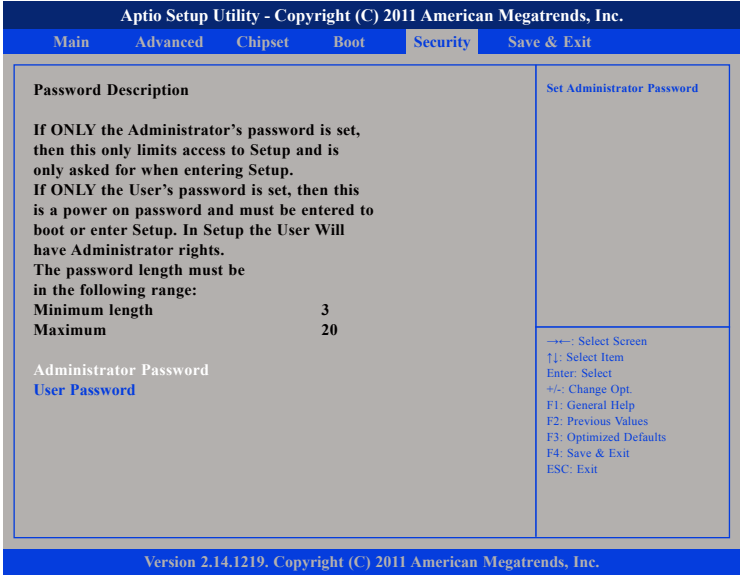 Aptio Setup Utility - Copyright (C) 2011 American Megatrends, Inc.
Main Advanced Chipset Boot Security Save & Exit
Password Description
If ONLY the Administrator's password is set,
then this only limits access to Setup and is
only asked for when entering Setup.
If ONLY the User's password is set, then this
is a power on password and must be entered to
boot or enter Setup. In Setup the User Will
have Administrator rights.
The password length must be
in the following range:
Minimum length 3
Maximum 20
Administrator Password
User Password
Set Administrator Password
→←: Select Screen
↑↓: Select Item
Enter: Select
+/-: Change Opt.
F1: General Help
F2: Previous Values
F3: Optimized Defaults
F4: Save & Exit
ESC: Exit
Version 2.14.1219. Copyright (C) 2011 American Megatrends, Inc.